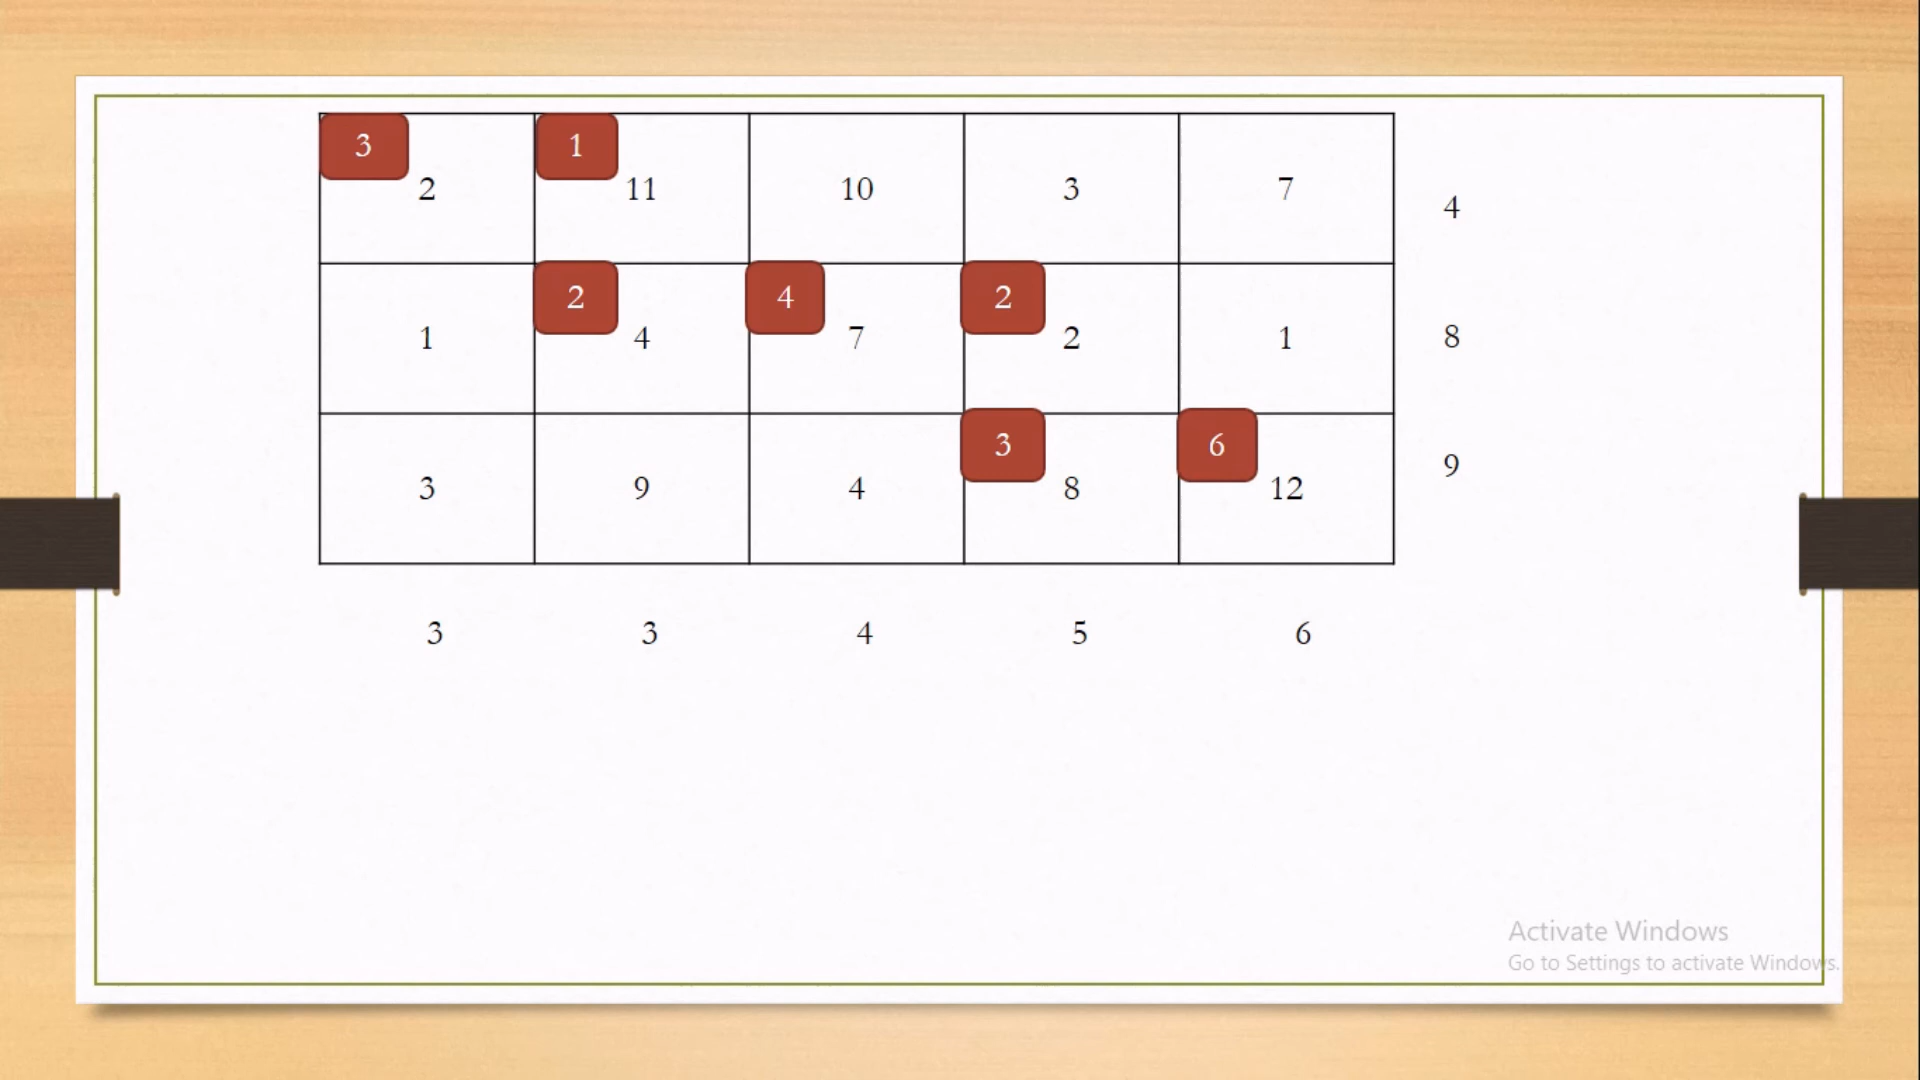 3 2 1 11 10 3 7 4
1 2 4 4 7 2 2 1 8
3 9 4 3 8 6 12 9
3 3 4 5 6
Activate Windows
Go to Settings to activate Windows.